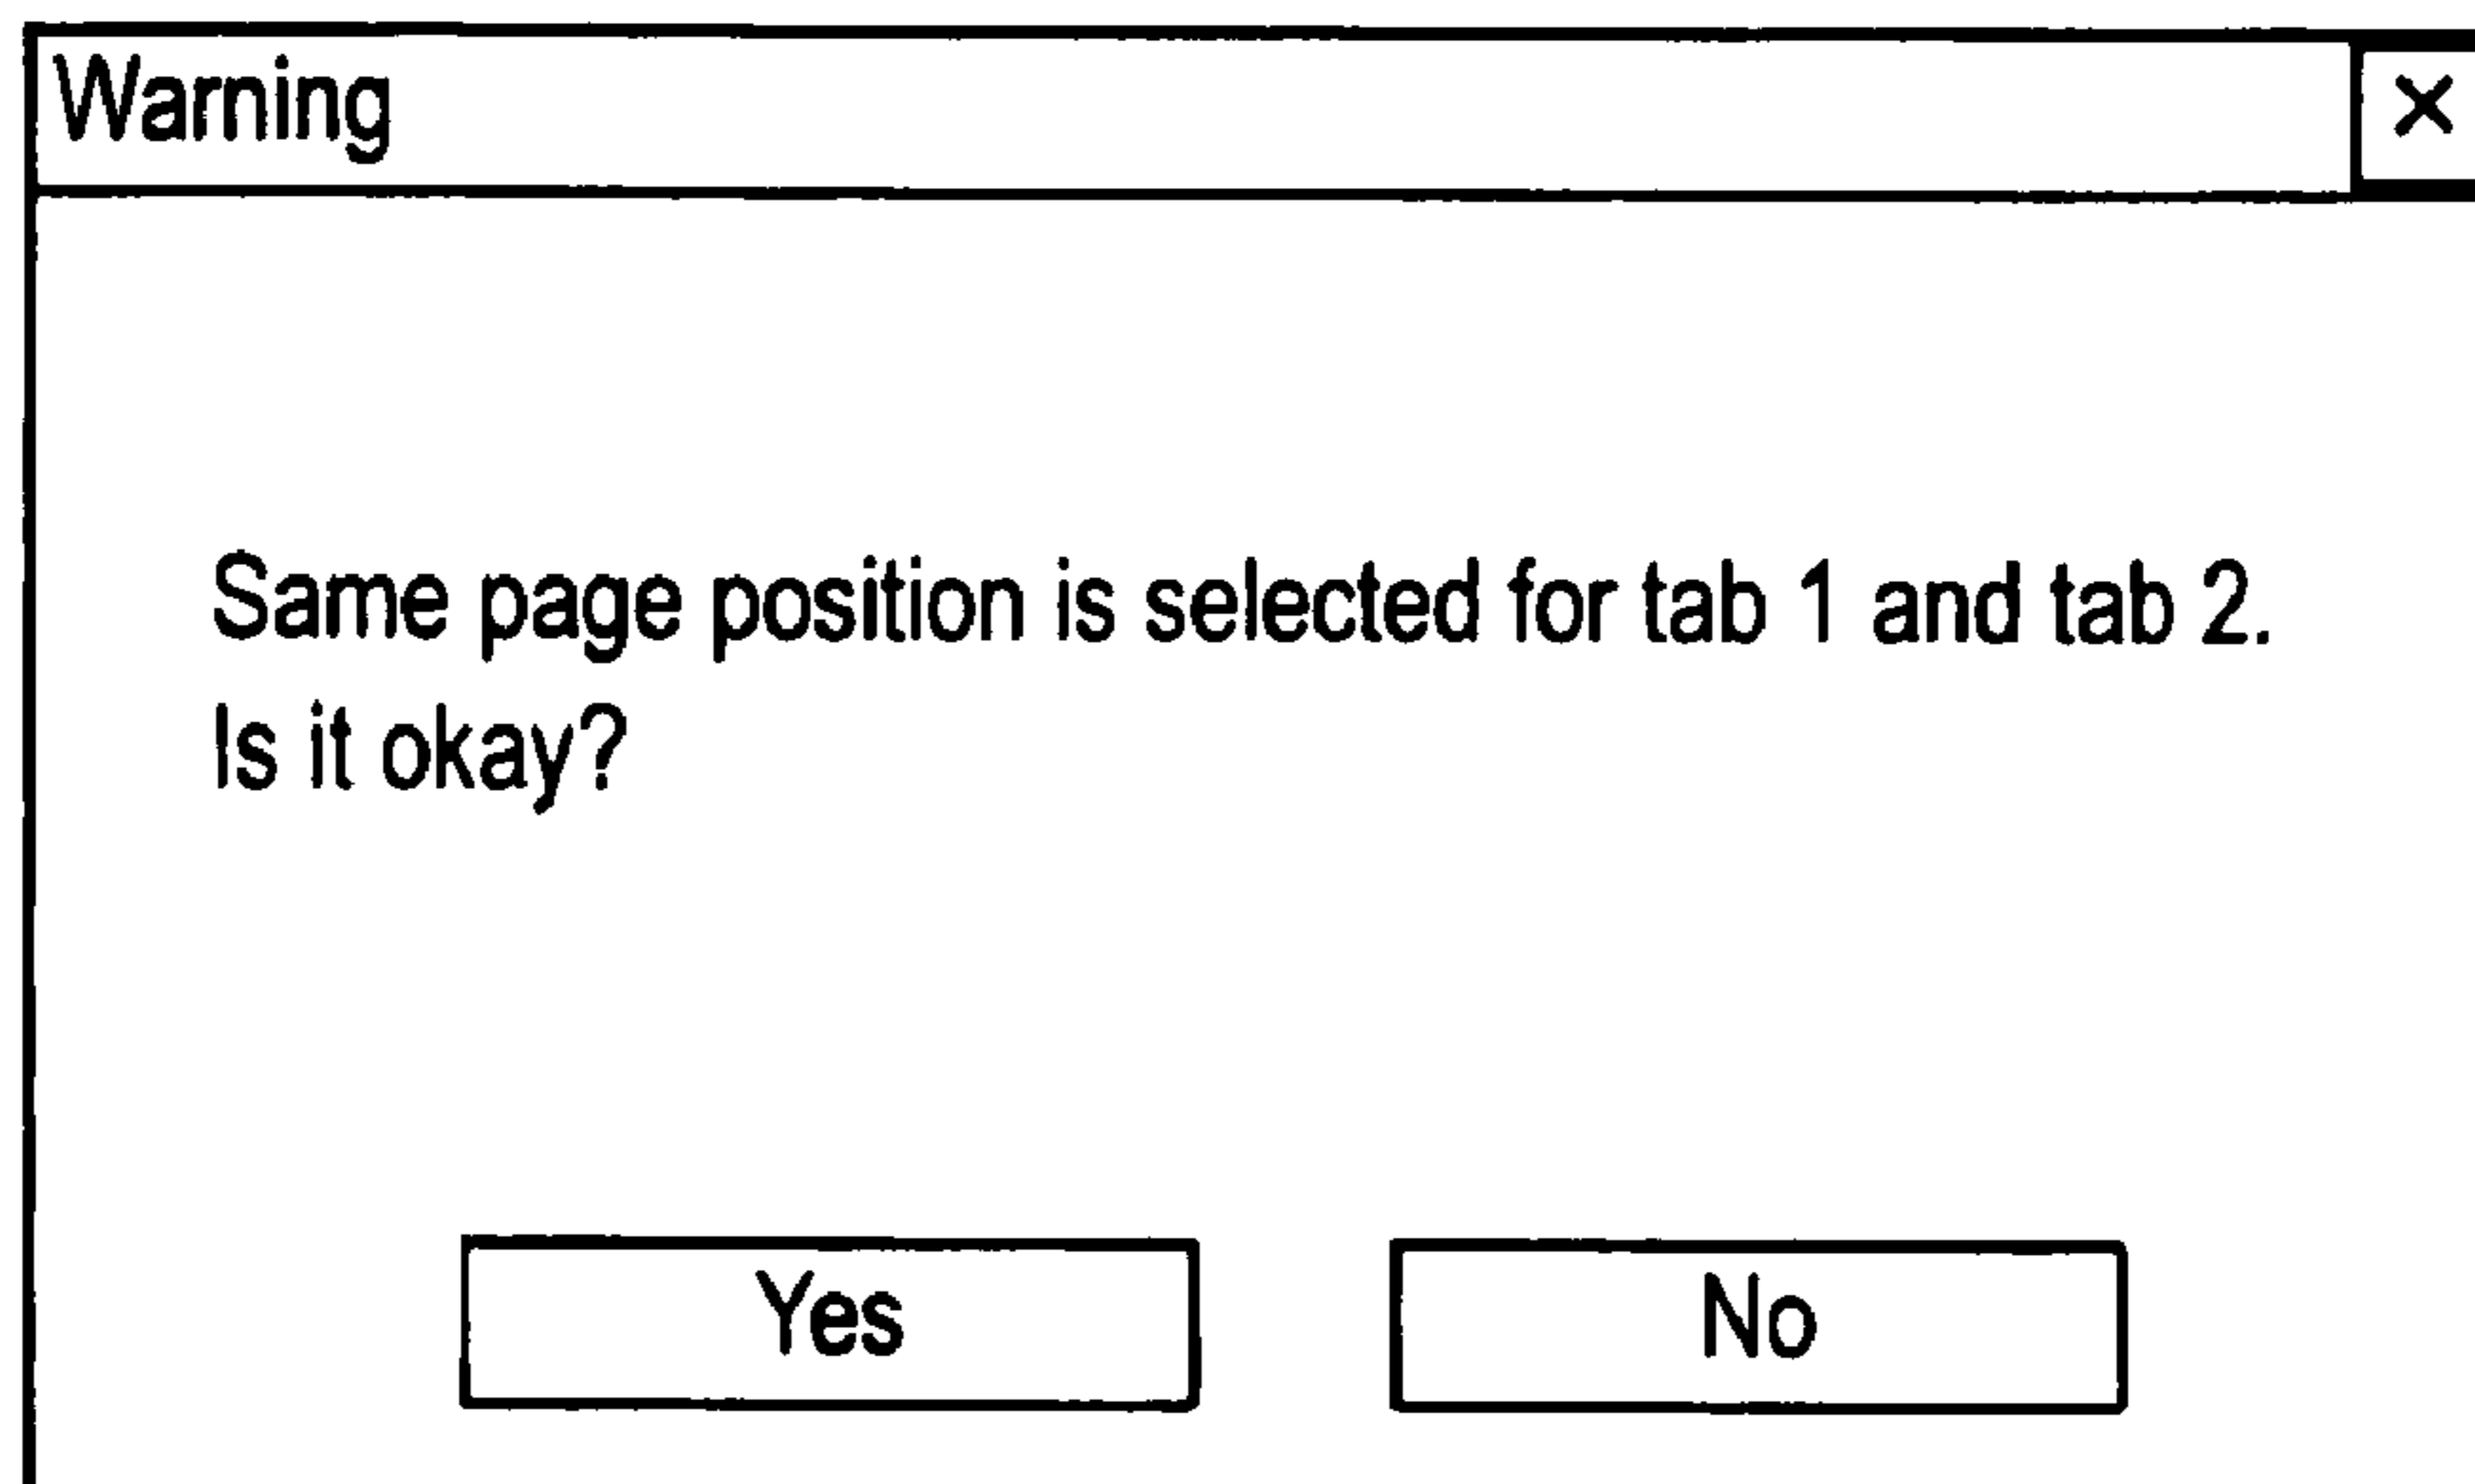 Warning ×
Same page position is selected for tab 1 and tab 2.
Is it okay?
Yes No